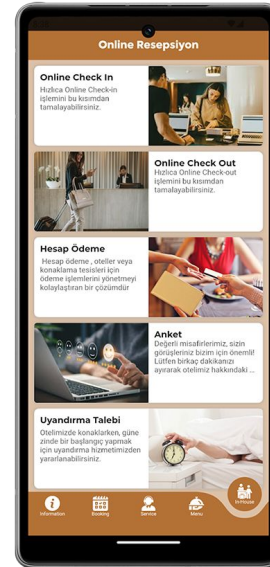 Online Resepsiyon
Online Check In
Hızlıca Online Check-in
işlemini bu kısımdan
tamalayabilirsiniz.
Online Check Out
Hızlıca Online Check-out
işlemini bu kısımdan
tamalayabilirsiniz.
Hesap Ödeme
Hesap ödeme , oteller veya
konaklama tesisleri için
ödeme işlemlerini yönetmeyi
kolaylaştıran bir çözümdür
Anket
Değerli misafirlerimiz, sizin
görüşleriniz bizim için önemli!
Lütfen birkaç dakikanızı
ayırarak otelimiz hakkındaki ...
Uyandırma Talebi
Otelimizde konaklarken, güne
zinde bir başlangıç yapmak
için uyandırma hizmetimizden
yararlanabilirsiniz.
In-House
Information
Booking
Service
Menu